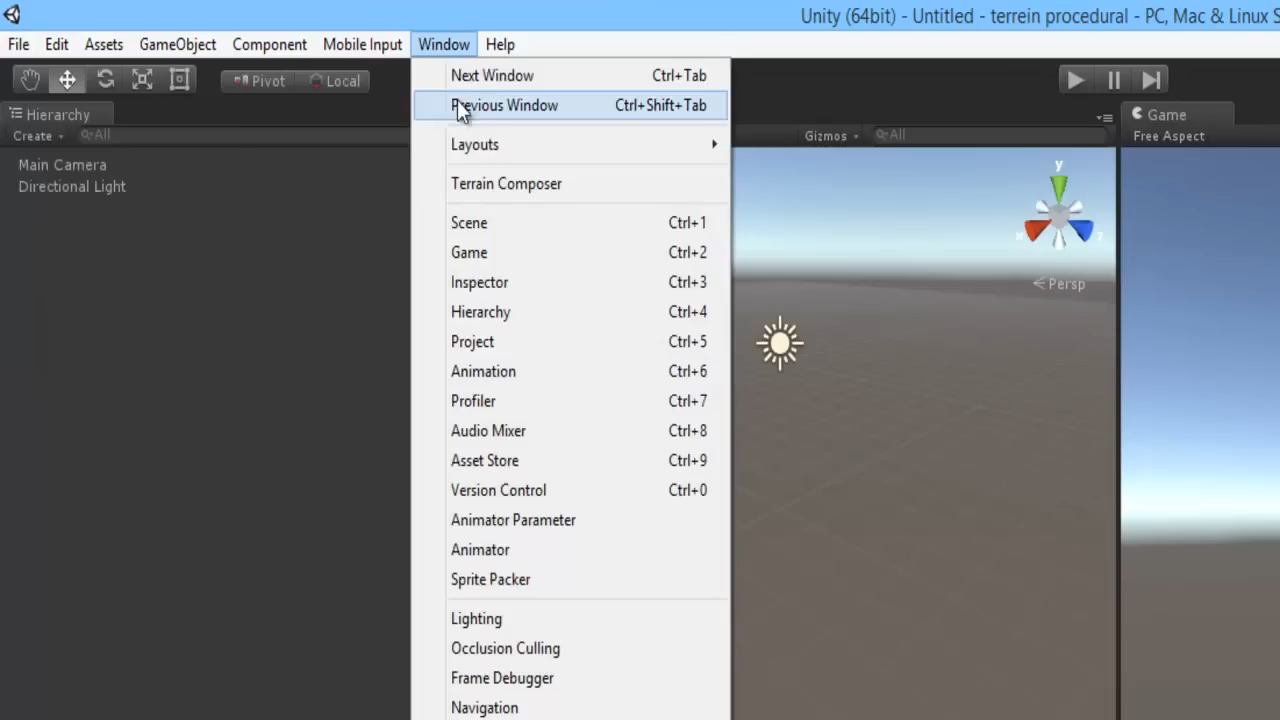 Unity (64bit) - Untitled - terrein procedural - PC, Mac & Linux S
File Edit Assets GameObject Component Mobile Input Window Help
Pivot Local
Hierarchy
Create All
Main Camera
Directional Light
Next Window Ctrl+Tab
Previous Window Ctrl+Shift+Tab
Layouts
Terrain Composer
Scene Ctrl+1
Game Ctrl+2
Inspector Ctrl+3
Hierarchy Ctrl+4
Project Ctrl+5
Animation Ctrl+6
Profiler Ctrl+7
Audio Mixer Ctrl+8
Asset Store Ctrl+9
Version Control Ctrl+0
Animator Parameter
Animator
Sprite Packer
Lighting
Occlusion Culling
Frame Debugger
Navigation
Gizmos All
y
x z
Persp
Game
Free Aspect